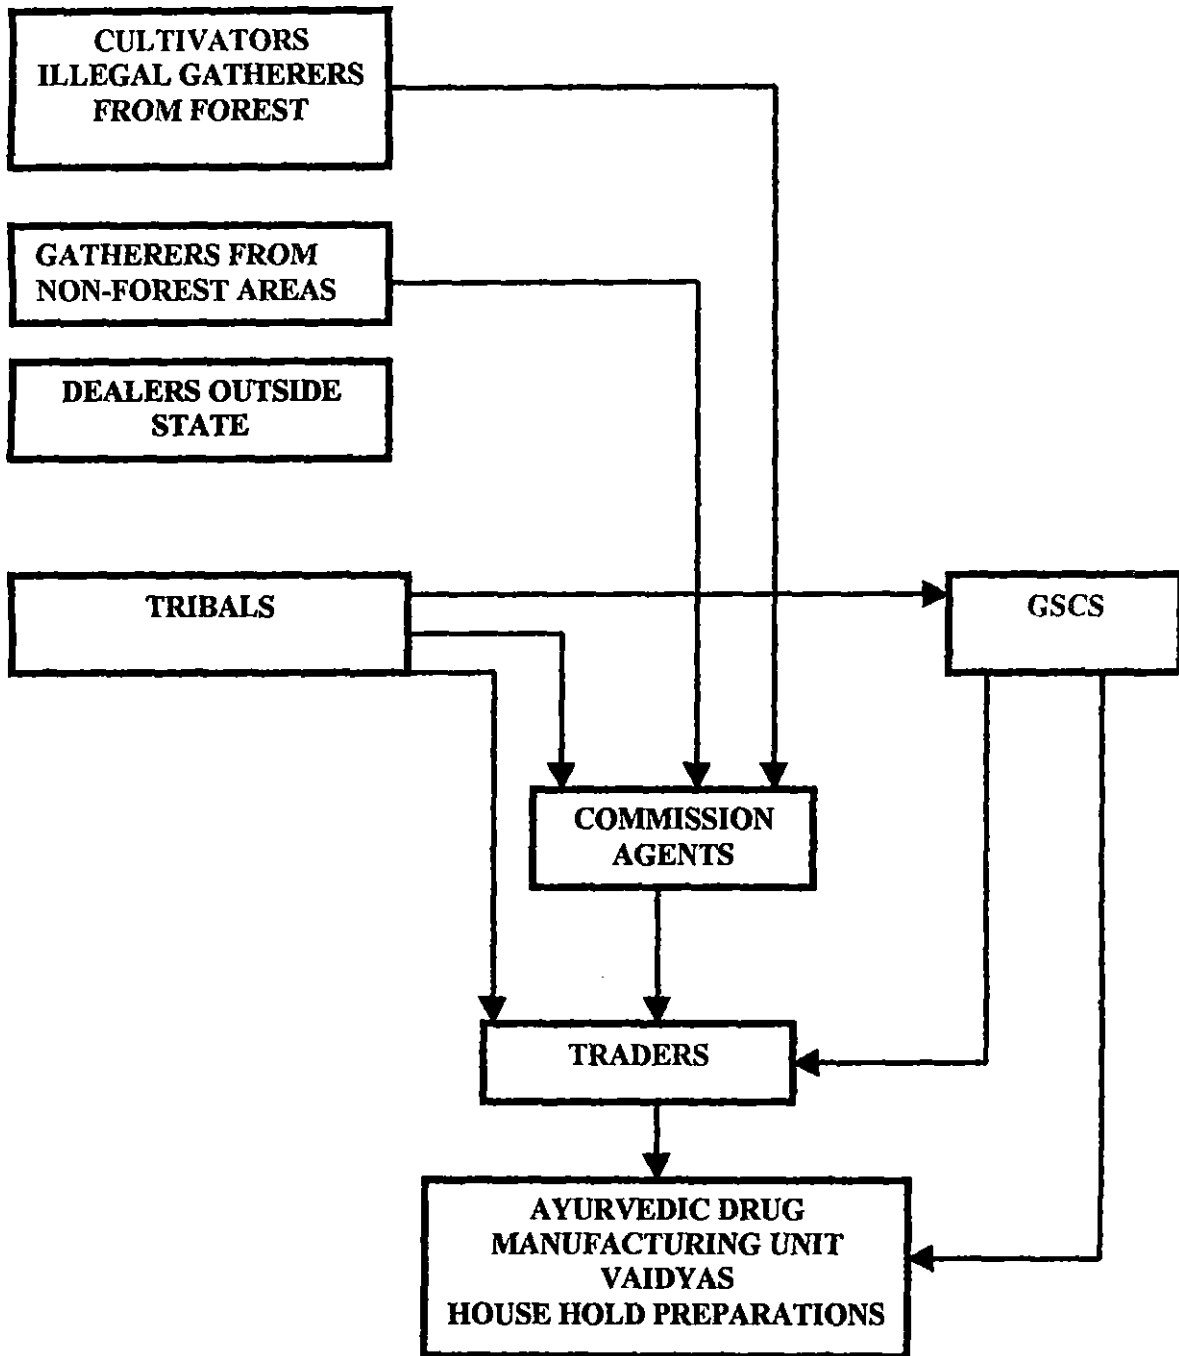 CULTIVATORS
ILLEGAL GATHERERS
FROM FOREST
GATHERERS FROM
NON-FOREST AREAS
DEALERS OUTSIDE
STATE
TRIBALS
GSCS
COMMISSION
AGENTS
TRADERS
AYURVEDIC DRUG
MANUFACTURING UNIT
VAIDYAS
HOUSE HOLD PREPARATIONS